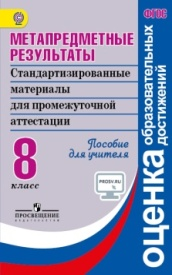 ФГОС
МЕТАПРЕДМЕТНЫЕ
РЕЗУЛЬТАТЫ
Стандартизированные
материалы
для промежуточной
аттестации
Пособие
для учителя
8
класс
PROSV.RU
ПРОСВЕЩЕНИЕ
ИЗДАТЕЛЬСТВО
оценка
образовательных
достижений